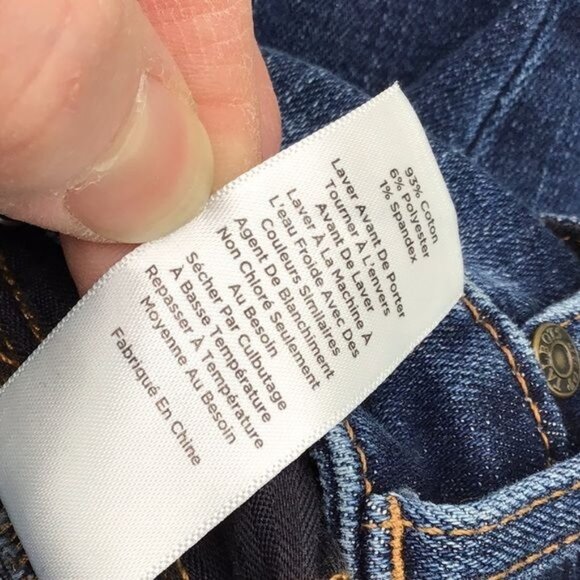 93% Coton
6% Polyester
1% Spandex
Laver Avant De Porter
Tourner À L'envers
Avant De Laver
Laver À La Machine À
L'eau Froide Avec Des
Couleurs Similaires
Agent De Blanchiment
Non Chloré Seulement
Au Besoin
Sécher Par Culbutage
À Basse Température
Repasser À Température
Moyenne Au Besoin
Fabriqué En Chine